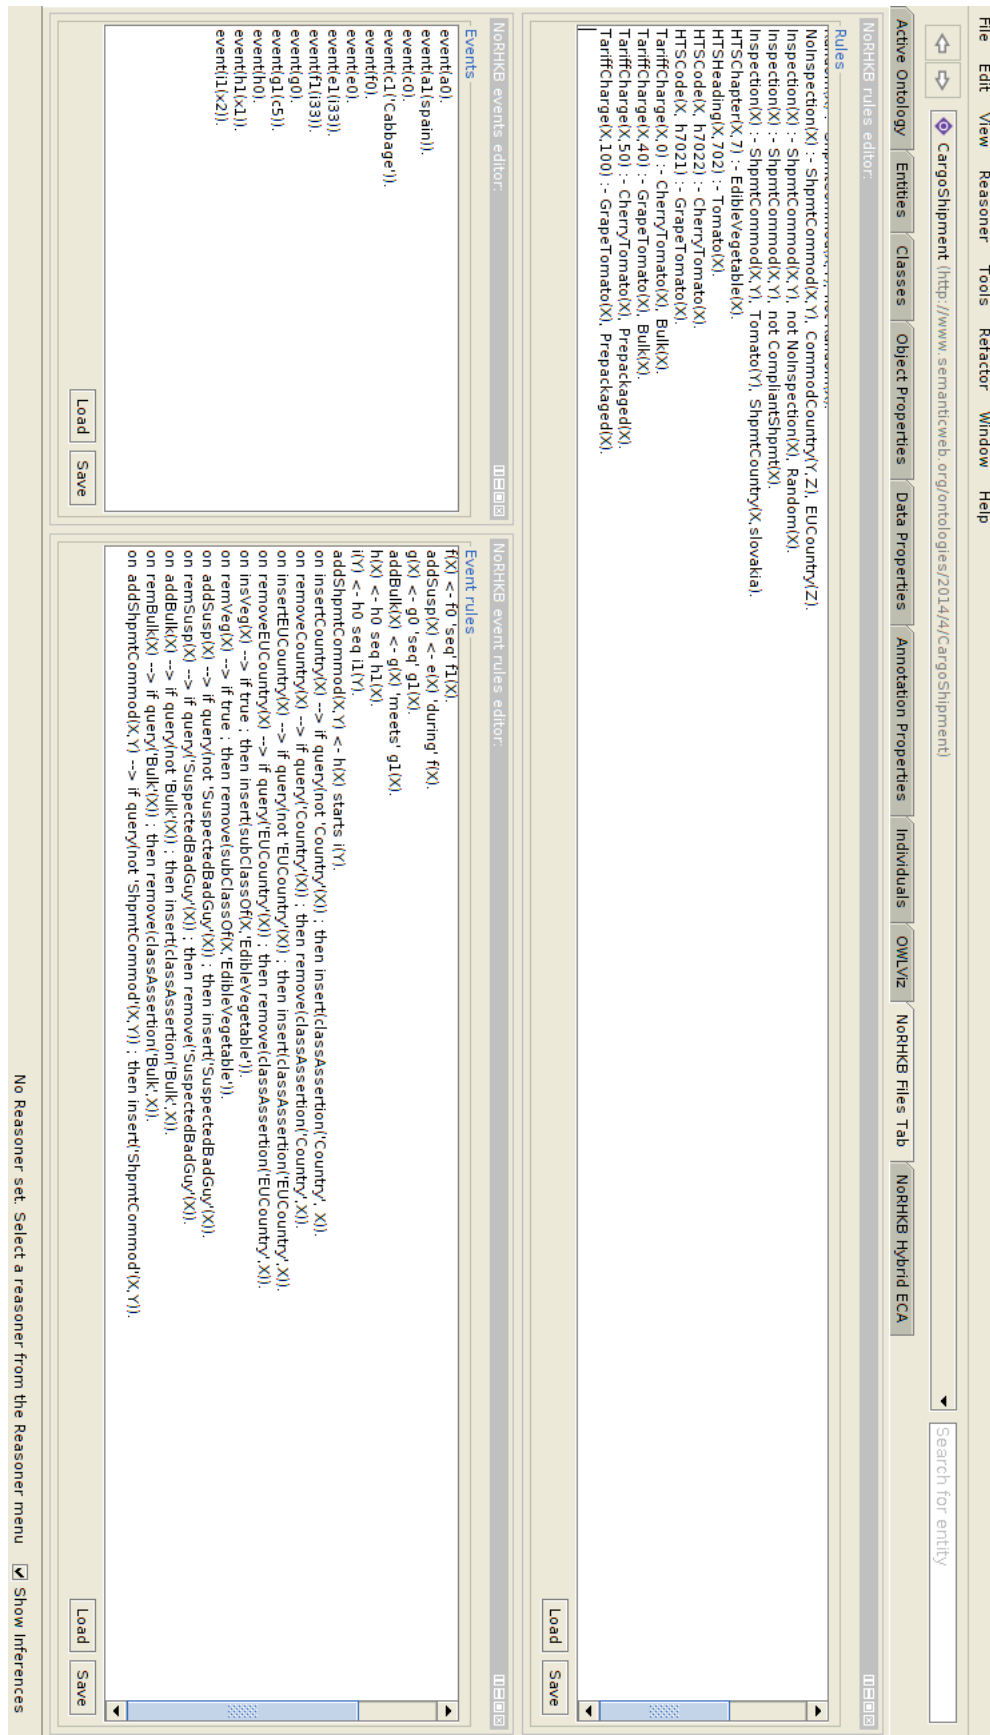 File Edit View Reasoner Tools Refactor Window Help
CargoShipment (http://www.semanticweb.org/ontologies/2014/4/CargoShipment)
Search for entity
Active Ontology Entities Classes Object Properties Data Properties Annotation Properties Individuals OWLViz NoRHKB Files Tab NoRHKB Hybrid ECA
NoRHKB rules editor:
Rules
NoInspection(X) :- ShpmtCommod(X,Y), CommodCountry(Y,Z), EUCountry(Z).
Inspection(X) :- ShpmtCommod(X,Y), not NoInspection(X), Random(X).
Inspection(X) :- ShpmtCommod(X,Y), not CompliantShpmt(X).
Inspection(X) :- ShpmtCommod(X,Y), Tomato(Y), ShpmtCountry(X,slovakia).
HTSChapter(X,7) :- EdibleVegetable(X).
HTSHeading(X,702) :- Tomato(X).
HTSCode(X, h7022) :- CherryTomato(X).
HTSCode(X, h7021) :- GrapeTomato(X).
TariffCharge(X,0) :- CherryTomato(X), Bulk(X).
TariffCharge(X,40) :- GrapeTomato(X), Bulk(X).
TariffCharge(X,50) :- CherryTomato(X), Prepackaged(X).
TariffCharge(X,100) :- GrapeTomato(X), Prepackaged(X).
Load Save
NoRHKB events editor:
Events
event(a0).
event(a1(spain)).
event(c0).
event(c1('Cabbage')).
event(f0).
event(e0).
event(e1(i33)).
event(f1(i33)).
event(g0).
event(g1(c5)).
event(h0).
event(h1(x1)).
event(i1(x2)).
Load Save
NoRHKB event rules editor:
Event rules
f(X) <- f0 'seq' f1(X).
addSusp(X) <- e(X) 'during' f(X).
g(X) <- g0 'seq' g1(X).
addBulk(X) <- g(X) 'meets' g1(X).
h(X) <- h0 seq h1(X).
i(Y) <- h0 seq i1(Y).
addShpmtCommod(X,Y) <- h(X) starts i(Y).
on insertCountry(X) --> if query(not 'Country'(X)) ; then insert(classAssertion('Country', X)).
on removeCountry(X) --> if query('Country'(X)) ; then remove(classAssertion('Country',X)).
on insertEUCountry(X) --> if query(not 'EUCountry'(X)) ; then insert(classAssertion('EUCountry',X)).
on removeEUCountry(X) --> if query('EUCountry'(X)) ; then remove(classAssertion('EUCountry',X)).
on insVeg(X) --> if true ; then insert(subClassOf(X,'EdibleVegetable')).
on remVeg(X) --> if true ; then remove(subClassOf(X,'EdibleVegetable')).
on addSusp(X) --> if query(not 'SuspectedBadGuy'(X)) ; then insert('SuspectedBadGuy'(X)).
on remSusp(X) --> if query('SuspectedBadGuy'(X)) ; then remove('SuspectedBadGuy'(X)).
on addBulk(X) --> if query(not 'Bulk'(X)) ; then insert(classAssertion('Bulk',X)).
on remBulk(X) --> if query('Bulk'(X)) ; then remove(classAssertion('Bulk',X)).
on addShpmtCommod(X,Y) --> if query(not 'ShpmtCommod'(X,Y)) ; then insert('ShpmtCommod'(X,Y)).
Load Save
No Reasoner set. Select a reasoner from the Reasoner menu Show Inferences